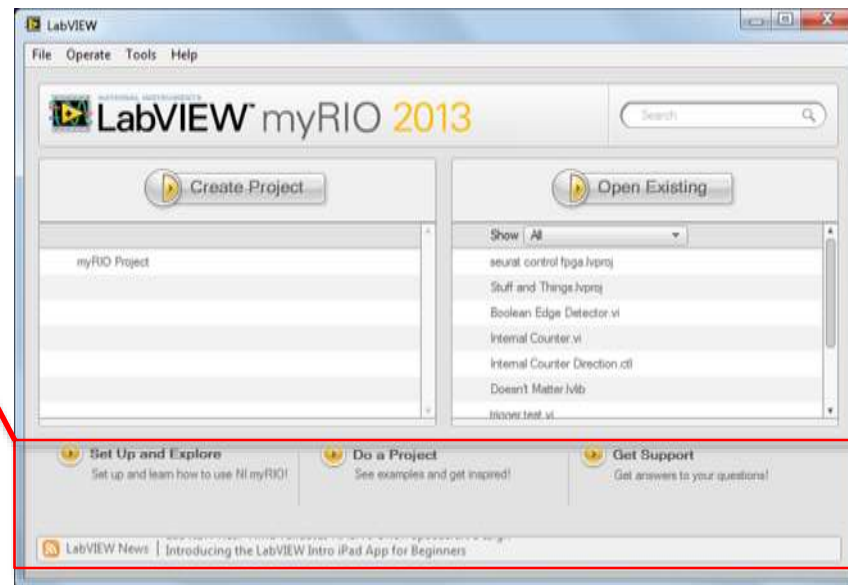 LabVIEW
File Operate Tools Help
NATIONAL INSTRUMENTS
LabVIEW™ myRIO 2013
Search
Create Project
Open Existing
Show All
myRIO Project
seurat control fpga.lvproj
Stuff and Things.lvproj
Boolean Edge Detector.vi
Internal Counter.vi
Internal Counter Direction.ctl
Doesn't Matter.lvlib
trigger test.vi
Set Up and Explore
Set up and learn how to use NI myRIO!
Do a Project
See examples and get inspired!
Get Support
Get answers to your questions!
LabVIEW News
Introducing the LabVIEW Intro iPad App for Beginners